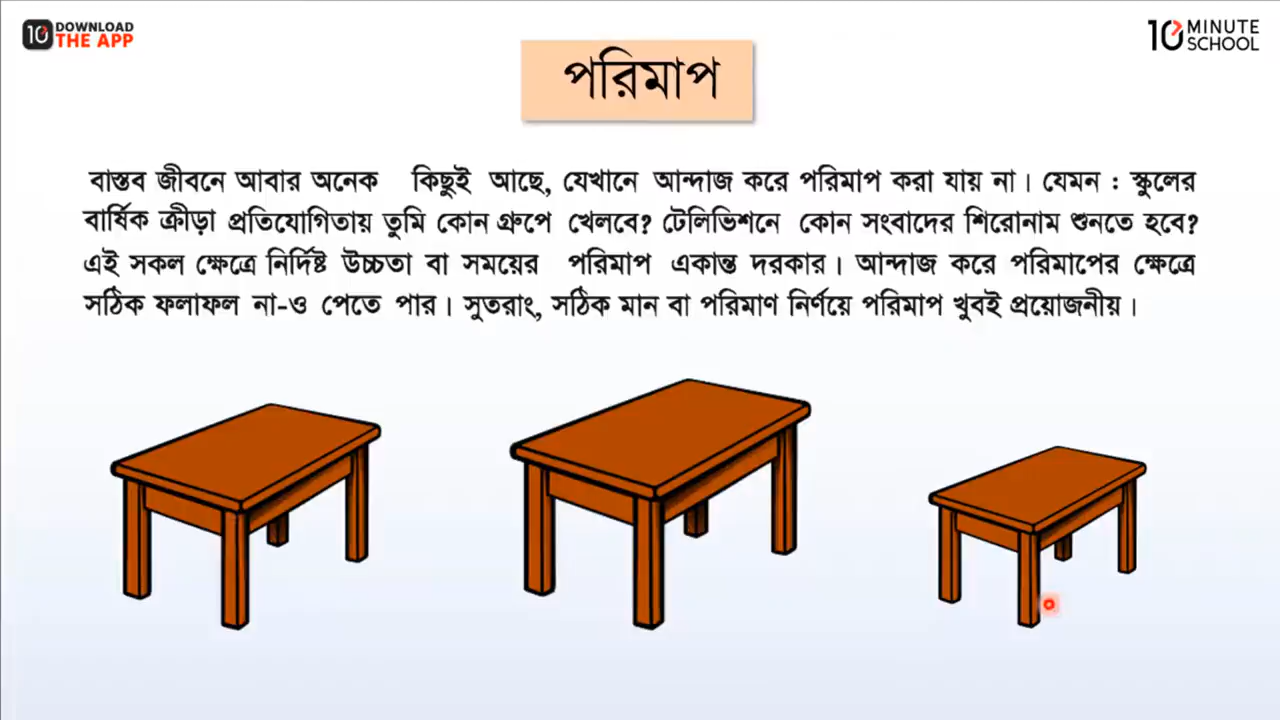 10 DOWNLOAD
THE APP
10 MINUTE
SCHOOL
পরিমাপ
বাস্তব জীবনে আবার অনেক কিছুই আছে, যেখানে আন্দাজ করে পরিমাপ করা যায় না। যেমন : স্কুলের
বার্ষিক ক্রীড়া প্রতিযোগিতায় তুমি কোন গ্রুপে খেলবে? টেলিভিশনে কোন সংবাদের শিরোনাম শুনতে হবে?
এই সকল ক্ষেত্রে নির্দিষ্ট উচ্চতা বা সময়ের পরিমাপ একান্ত দরকার। আন্দাজ করে পরিমাপের ক্ষেত্রে
সঠিক ফলাফল না-ও পেতে পার। সুতরাং, সঠিক মান বা পরিমাণ নির্ণয়ে পরিমাপ খুবই প্রয়োজনীয়।